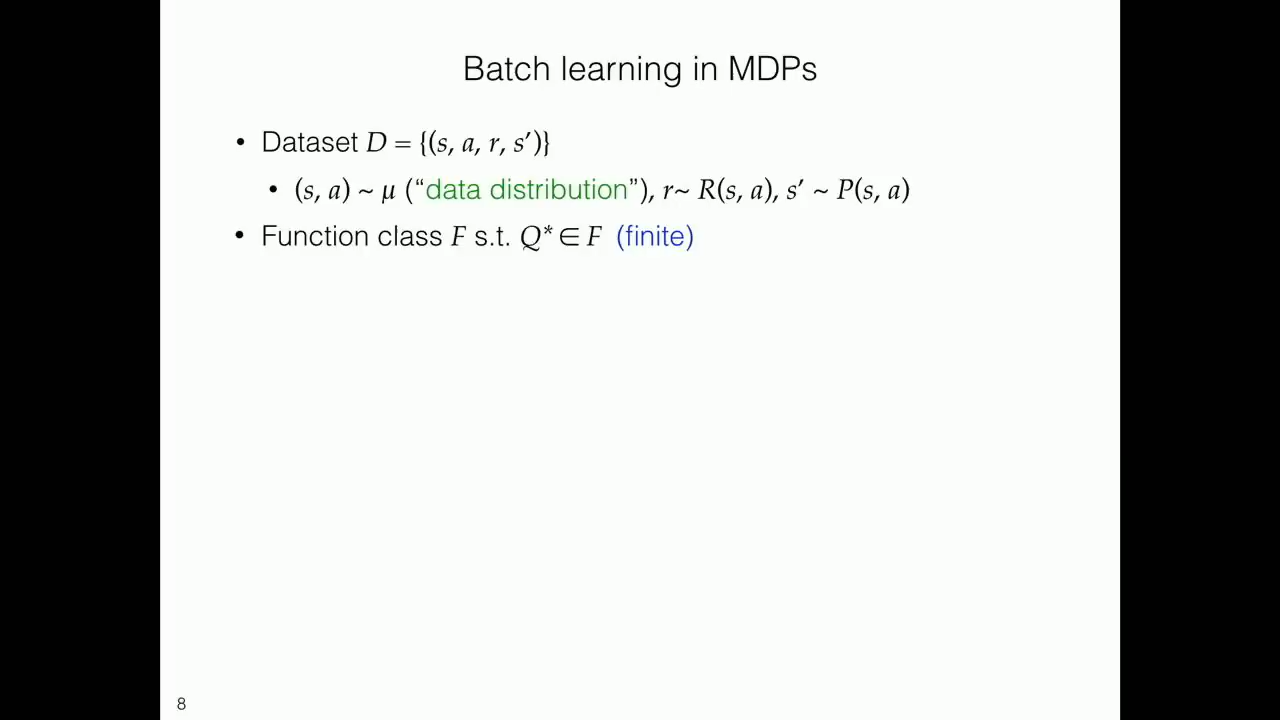 Batch learning in MDPs
• Dataset D = {(s, a, r, s′)}
• (s, a) ~ μ (“data distribution”), r~ R(s, a), s′ ~ P(s, a)
• Function class F s.t. Q* ∈ F (finite)
8